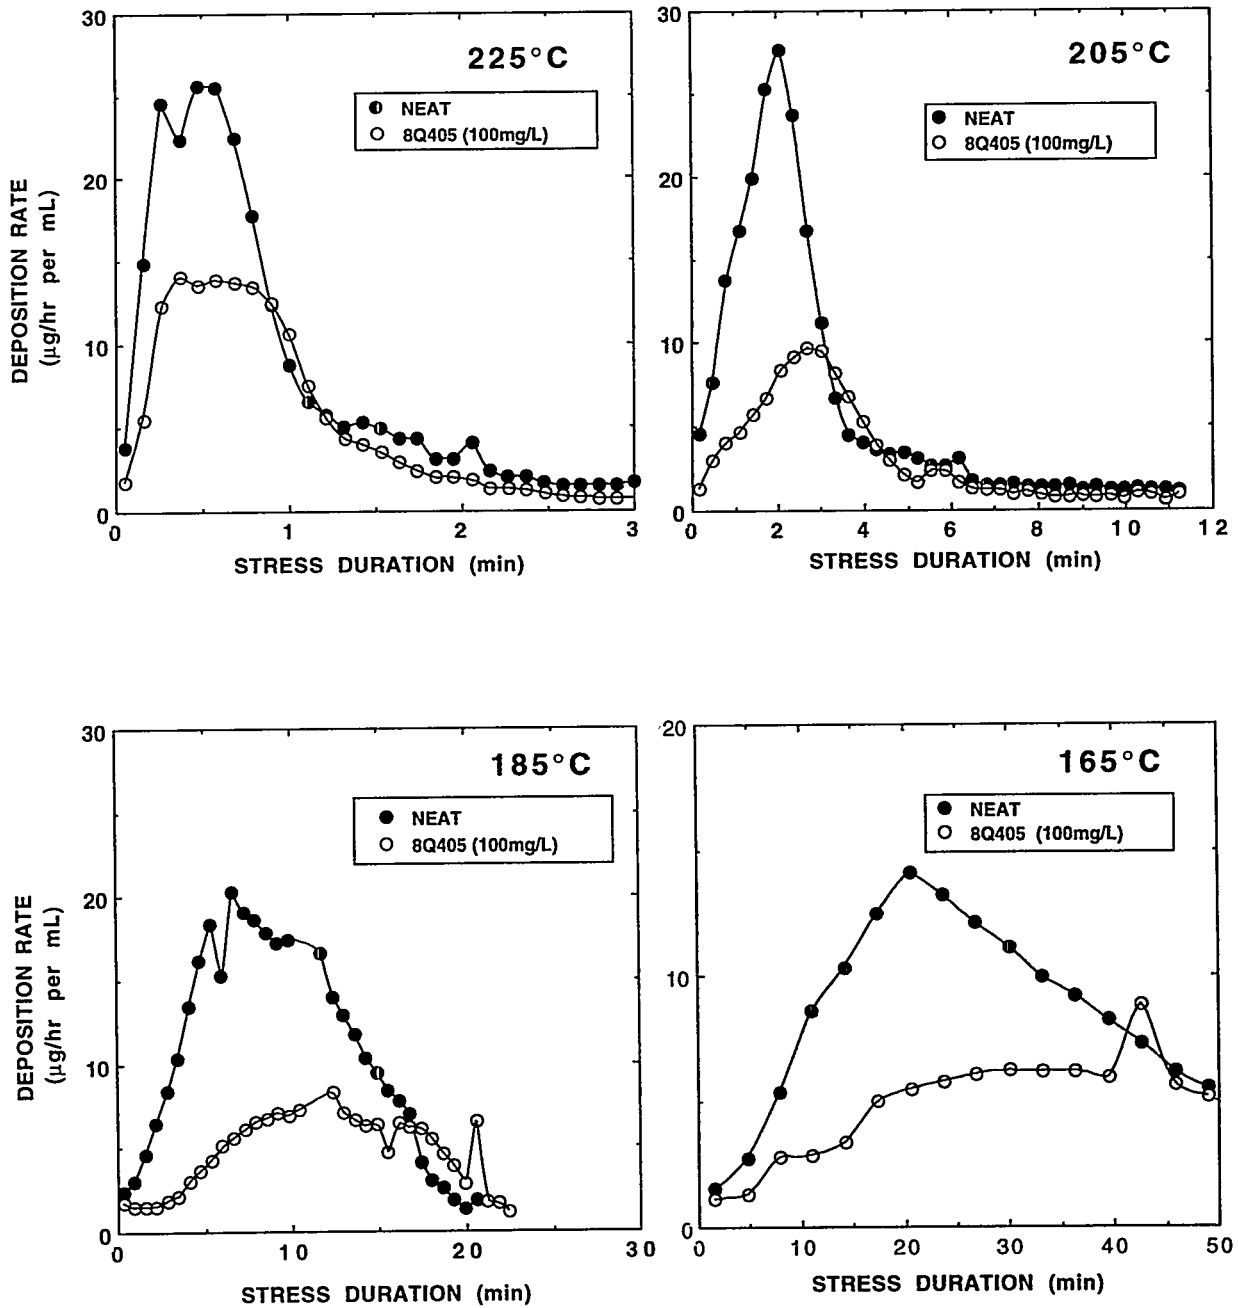 30
20
10
0
DEPOSITION RATE
(µg/hr per mL)
225°C
NEAT
8Q405 (100mg/L)
0 1 2 3
STRESS DURATION (min)
30
20
10
0
205°C
NEAT
8Q405 (100mg/L)
0 2 4 6 8 10 12
STRESS DURATION (min)
30
20
10
0
DEPOSITION RATE
(µg/hr per mL)
185°C
NEAT
8Q405 (100mg/L)
0 10 20 30
STRESS DURATION (min)
20
10
0
165°C
NEAT
8Q405 (100mg/L)
0 10 20 30 40 50
STRESS DURATION (min)